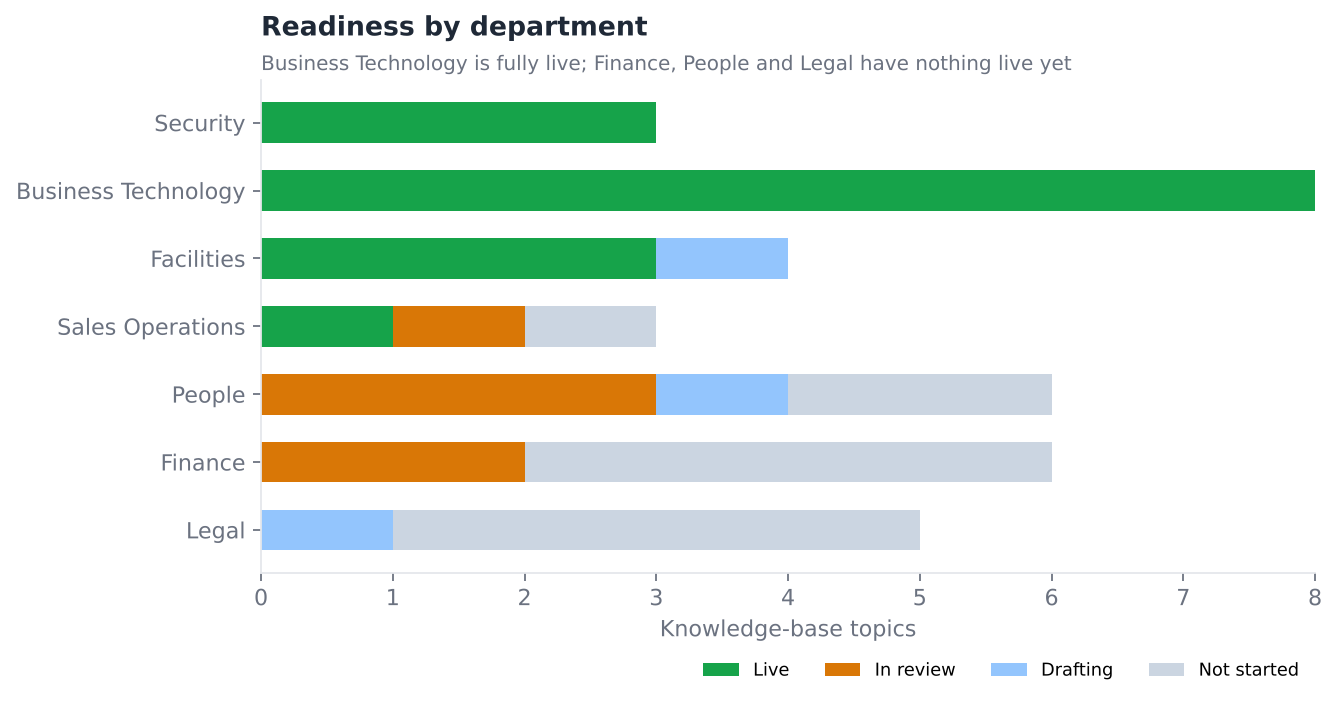 Readiness by department
Business Technology is fully live; Finance, People and Legal have nothing live yet
Security
Business Technology
Facilities
Sales Operations
People
Finance
Legal
0 1 2 3 4 5 6 7 8
Knowledge-base topics
Live In review Drafting Not started